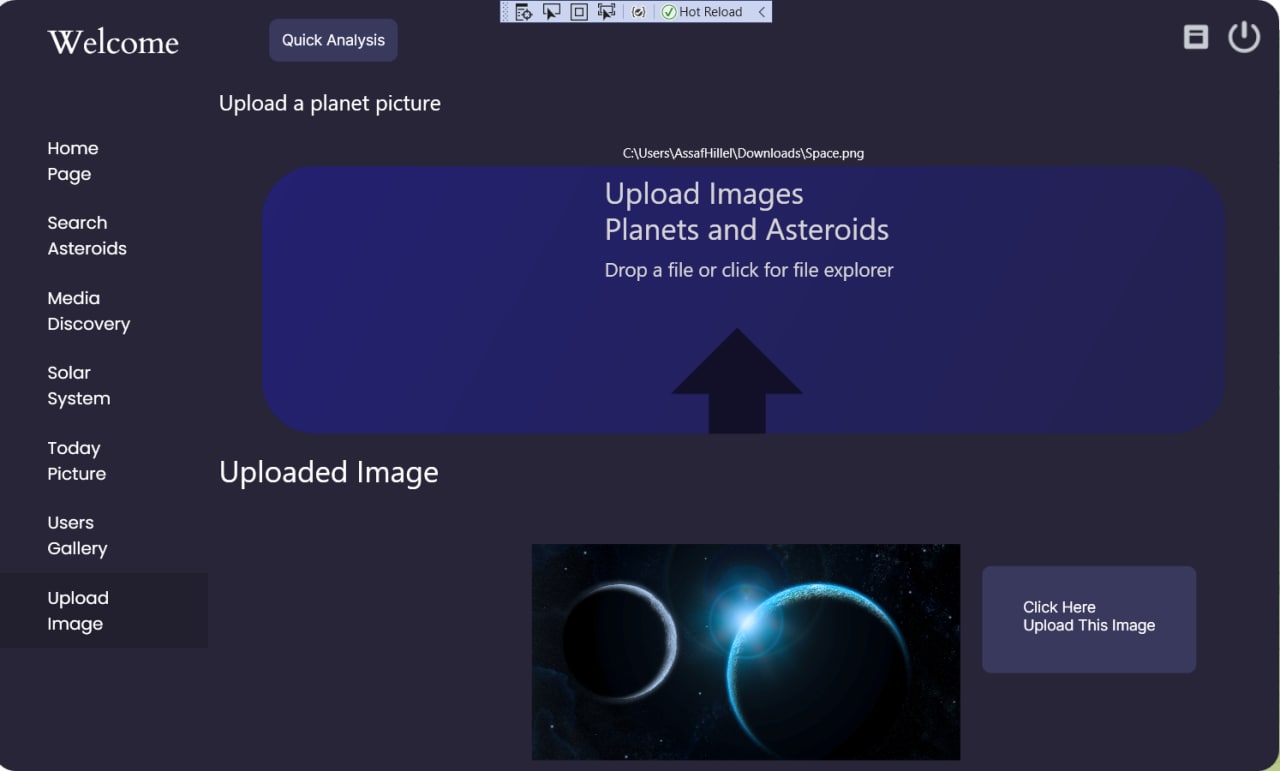 Hot Reload
Welcome
Quick Analysis
Upload a planet picture
Home
Page
Search
Asteroids
Media
Discovery
Solar
System
Today
Picture
Users
Gallery
Upload
Image
C:\Users\AssafHillel\Downloads\Space.png
Upload Images
Planets and Asteroids
Drop a file or click for file explorer
Uploaded Image
Click Here
Upload This Image